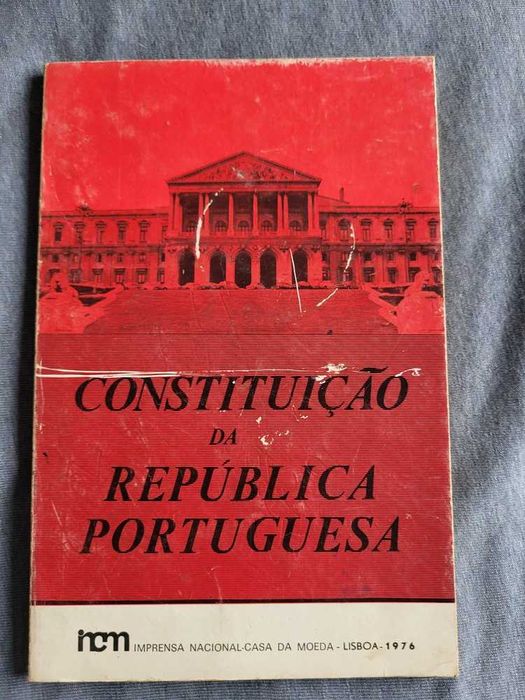 CONSTITUIÇÃO
DA
REPÚBLICA
PORTUGUESA
incm IMPRENSA NACIONAL-CASA DA MOEDA - LISBOA - 1976